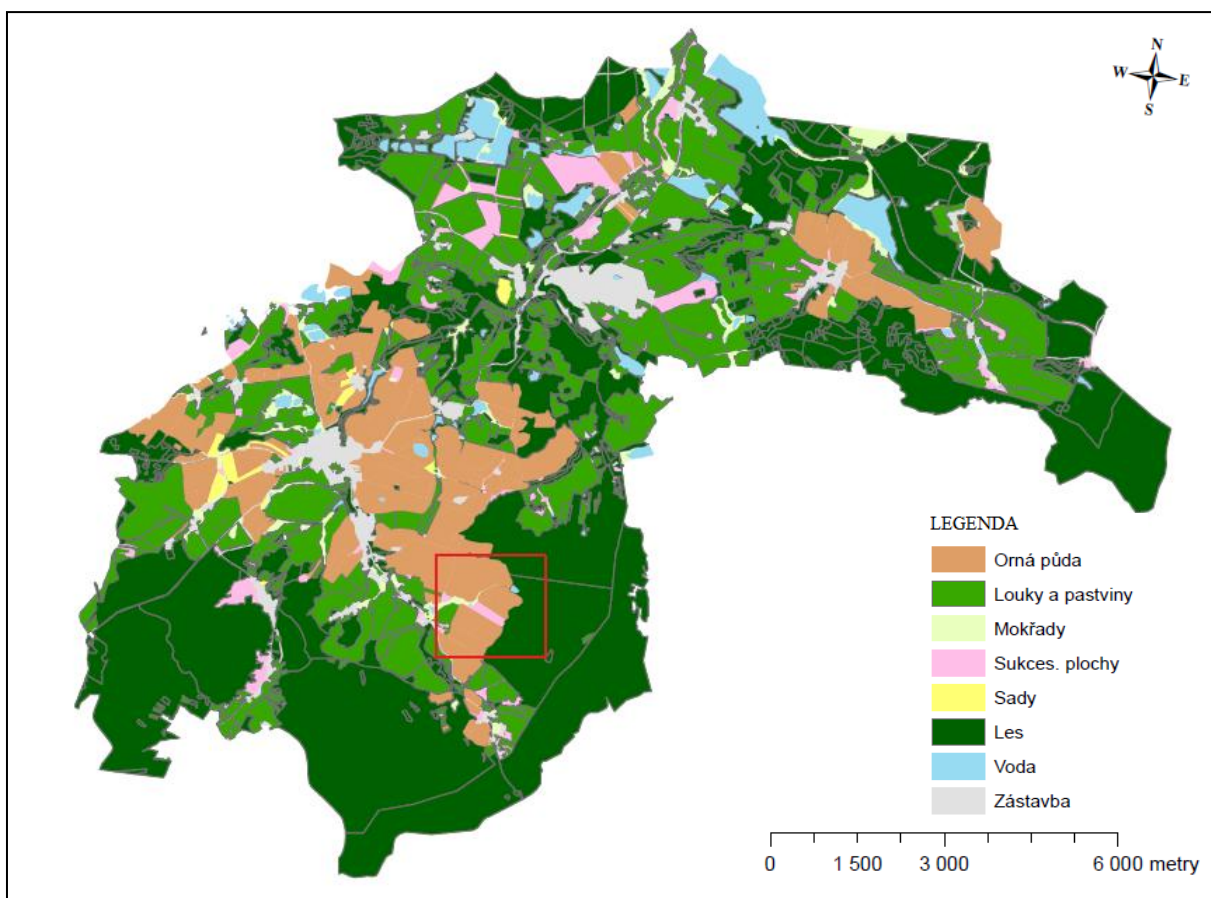 N
W E
S
LEGENDA
Orná půda
Louky a pastviny
Mokřady
Sukces. plochy
Sady
Les
Voda
Zástavba
0 1 500 3 000 6 000 metry